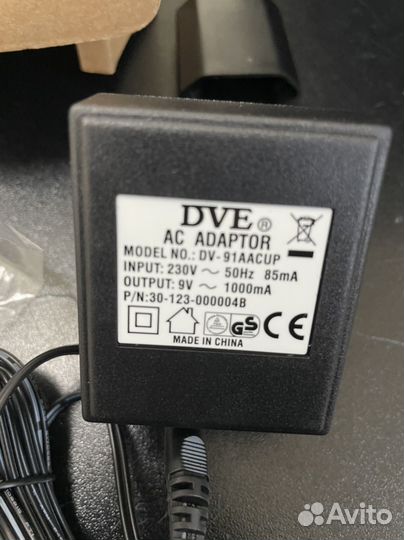 DVE ®
AC ADAPTOR
MODEL NO.: DV-91AACUP
INPUT: 230V ~ 50Hz 85mA
OUTPUT: 9V ~ 1000mA
P/N:30-123-000004B
GS CE
MADE IN CHINA
Avito